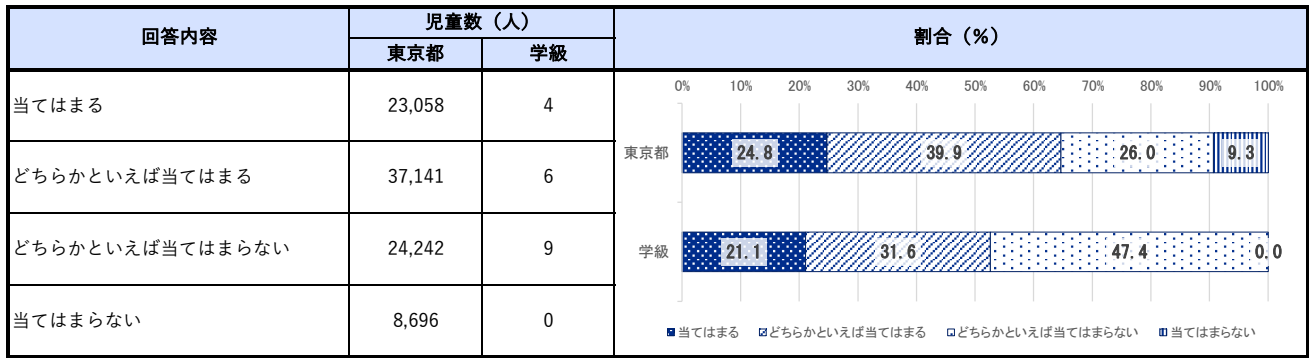 回答内容
児童数（人）
割合（%）
東京都
学級
当てはまる
23,058
4
どちらかといえば当てはまる
37,141
6
どちらかといえば当てはまらない
24,242
9
当てはまらない
8,696
0
0% 10% 20% 30% 40% 50% 60% 70% 80% 90% 100%
東京都 24.8 39.9 26.0 9.3
学級 21.1 31.6 47.4 0.0
当てはまる どちらかといえば当てはまる どちらかといえば当てはまらない 当てはまらない